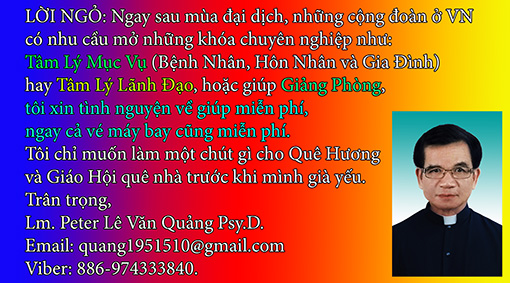 LỜI NGỎ: Ngay sau mùa đại dịch, những cộng đoàn ở VN
có nhu cầu mở những khóa chuyên nghiệp như:
Tâm Lý Mục Vụ (Bệnh Nhân, Hôn Nhân và Gia Đình)
hay Tâm Lý Lãnh Đạo, hoặc giúp Giảng Phòng,
tôi xin tình nguyện về giúp miễn phí,
ngay cả vé máy bay cũng miễn phí.
Tôi chỉ muốn làm một chút gì cho Quê Hương
và Giáo Hội quê nhà trước khi mình già yếu.
Trân trọng,
Lm. Peter Lê Văn Quảng Psy.D.
Email: quang1951510@gmail.com
Viber: 886-974333840.